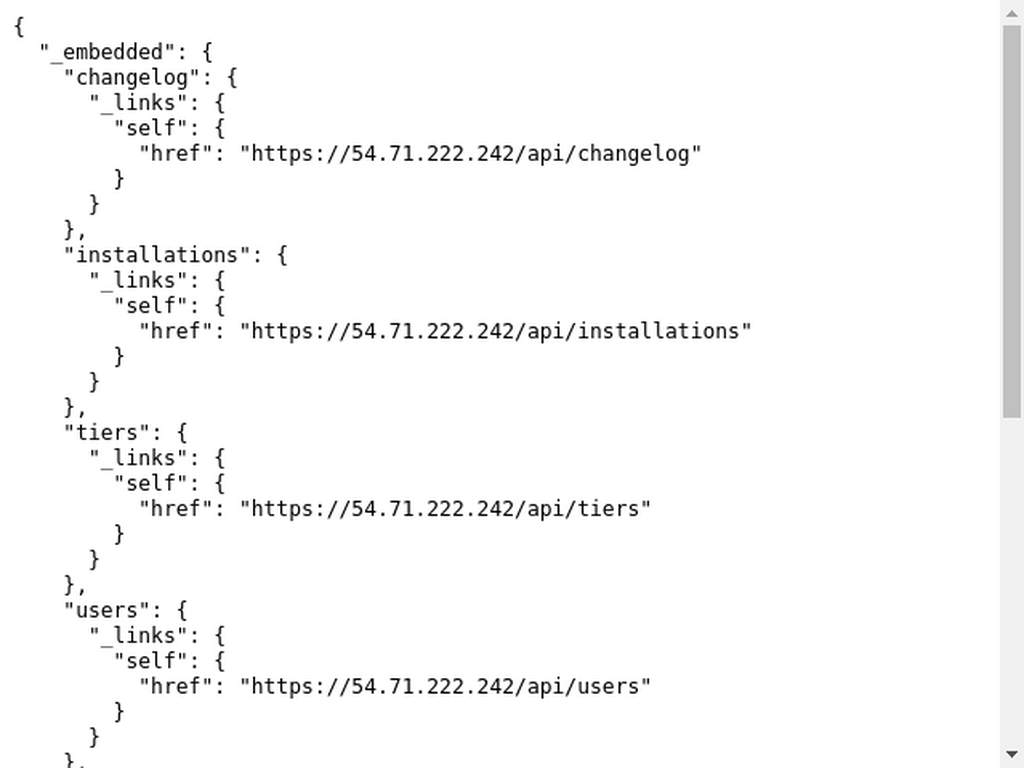 {
  "_embedded": {
    "changelog": {
      "_links": {
        "self": {
          "href": "https://54.71.222.242/api/changelog"
        }
      }
    },
    "installations": {
      "_links": {
        "self": {
          "href": "https://54.71.222.242/api/installations"
        }
      }
    },
    "tiers": {
      "_links": {
        "self": {
          "href": "https://54.71.222.242/api/tiers"
        }
      }
    },
    "users": {
      "_links": {
        "self": {
          "href": "https://54.71.222.242/api/users"
        }
      }
    },